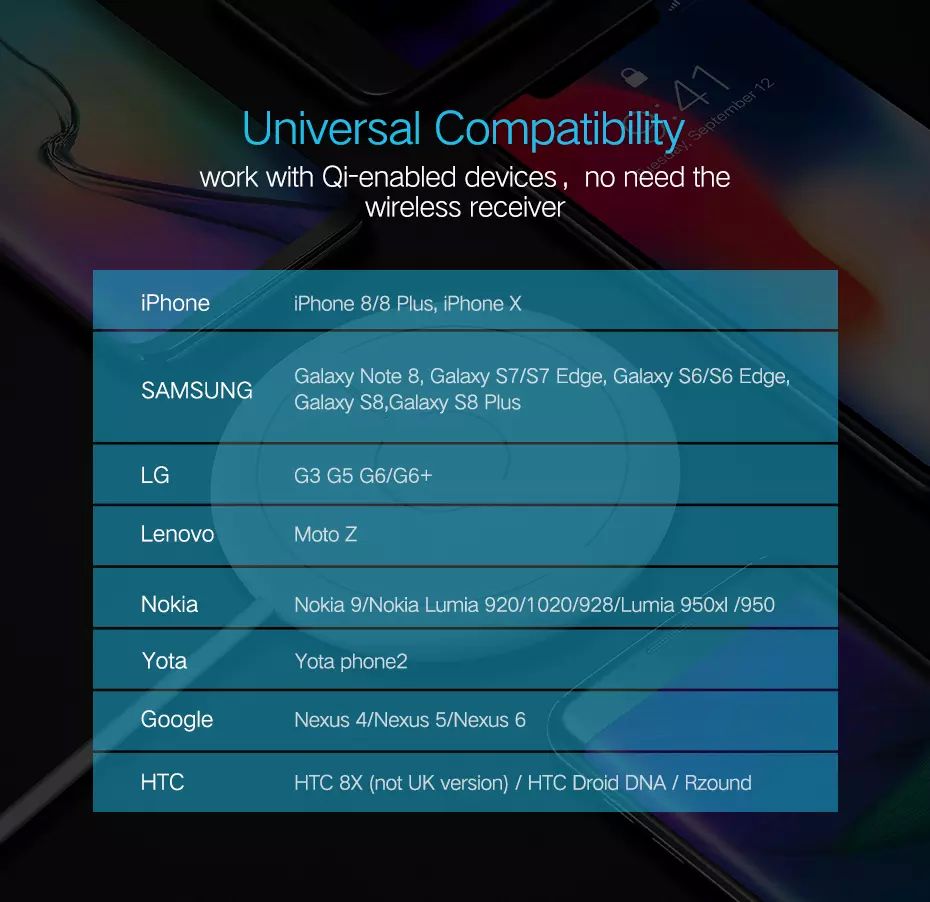 Universal Compatibility
work with Qi-enabled devices, no need the
wireless receiver
iPhone iPhone 8/8 Plus, iPhone X
SAMSUNG Galaxy Note 8, Galaxy S7/S7 Edge, Galaxy S6/S6 Edge,
Galaxy S8,Galaxy S8 Plus
LG G3 G5 G6/G6+
Lenovo Moto Z
Nokia Nokia 9/Nokia Lumia 920/1020/928/Lumia 950xl /950
Yota Yota phone2
Google Nexus 4/Nexus 5/Nexus 6
HTC HTC 8X (not UK version) / HTC Droid DNA / Rzound
:41
September 12